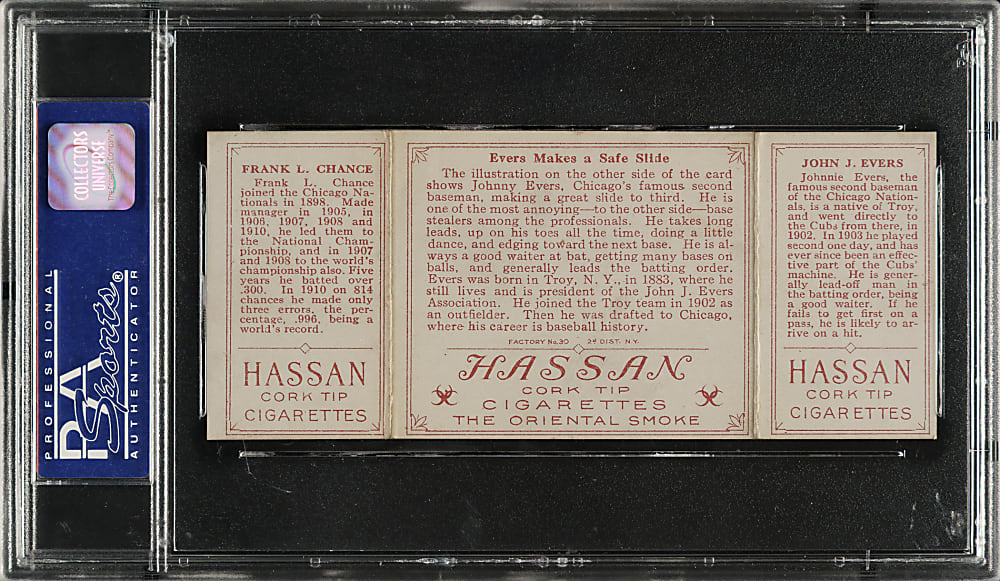 COLLECTORS
UNIVERSE
PROFESSIONAL
PSA
Sports®
AUTHENTICATOR
FRANK L. CHANCE
Frank L. Chance
joined the Chicago Na-
tionals in 1898. Made
manager in 1905, in
1906, 1907, 1908 and
1910, he led them to
the National Cham-
pionship, and in 1907
and 1908 to the world's
championship also. Five
years he batted over
.300. In 1910 on 814
chances he made only
three errors, the per-
centage, .996, being a
world's record.
HASSAN
CORK TIP
CIGARETTES
Evers Makes a Safe Slide
The illustration on the other side of the card
shows Johnny Evers, Chicago's famous second
baseman, making a great slide to third. He is
one of the most annoying—to the other side—base
stealers among the professionals. He takes long
leads, up on his toes all the time, doing a little
dance, and edging toward the next base. He is al-
ways a good waiter at bat, getting many bases on
balls, and generally leads the batting order.
Evers was born in Troy, N. Y., in 1883, where he
still lives and is president of the John J. Evers
Association. He joined the Troy team in 1902 as
an outfielder. Then he was drafted to Chicago,
where his career is baseball history.
FACTORY No.30 2d DIST. N.Y.
HASSAN
CORK TIP
CIGARETTES
THE ORIENTAL SMOKE
JOHN J. EVERS
Johnnie Evers, the
famous second baseman
of the Chicago Nation-
als, is a native of Troy,
and went directly to
the Cubs from there, in
1902. In 1903 he played
second one day, and has
ever since been an effec-
tive part of the Cubs'
machine. He is gener-
ally lead-off man in
the batting order, being
a good waiter. If he
fails to get first on a
pass, he is likely to ar-
rive on a hit.
HASSAN
CORK TIP
CIGARETTES